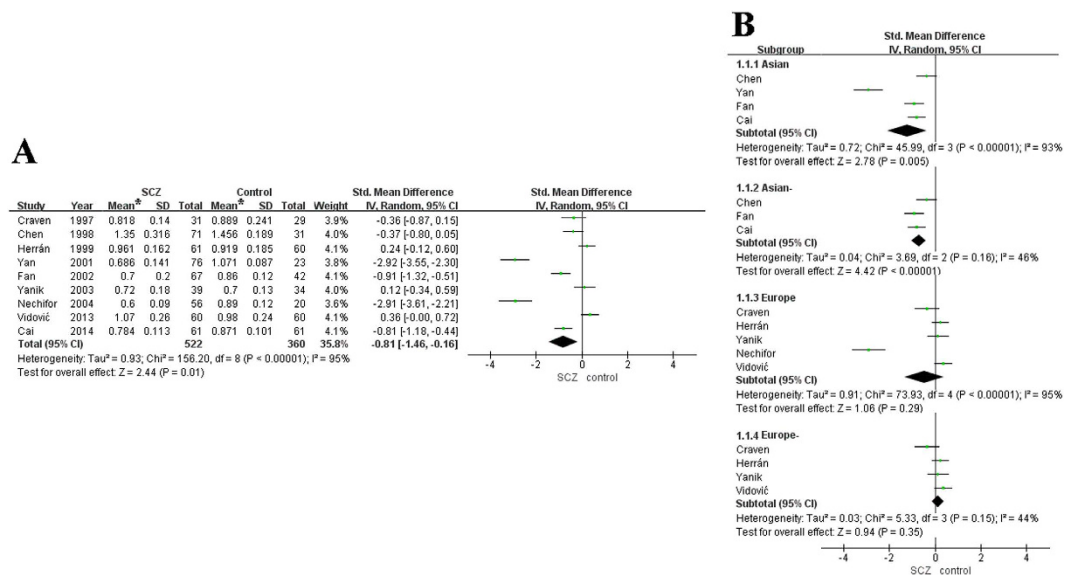 A
SCZ Control Std. Mean Difference Std. Mean Difference
Study Year Mean* SD Total Mean* SD Total Weight IV, Random, 95% CI IV, Random, 95% CI
Craven 1997 0.818 0.14 31 0.889 0.241 29 3.9% -0.36 [-0.87, 0.15]
Chen 1998 1.35 0.316 71 1.456 0.189 31 4.0% -0.37 [-0.80, 0.05]
Herrán 1999 0.961 0.162 61 0.919 0.185 60 4.1% 0.24 [-0.12, 0.60]
Yan 2001 0.686 0.141 76 1.071 0.087 23 3.8% -2.92 [-3.55, -2.30]
Fan 2002 0.7 0.2 67 0.86 0.12 42 4.0% -0.91 [-1.32, -0.51]
Yanik 2003 0.72 0.18 39 0.7 0.13 34 4.0% 0.12 [-0.34, 0.59]
Nechifor 2004 0.6 0.09 56 0.89 0.12 20 3.7% -2.91 [-3.61, -2.21]
Vidović 2013 1.07 0.26 60 0.98 0.24 60 4.1% 0.36 [-0.00, 0.72]
Cai 2014 0.784 0.113 61 0.871 0.101 61 4.1% -0.81 [-1.18, -0.44]
Total (95% CI) 522 360 35.8% -0.81 [-1.46, -0.16]
Heterogeneity: Tau² = 0.93; Chi² = 156.20, df = 8 (P < 0.00001); I² = 95%
Test for overall effect: Z = 2.44 (P = 0.01)
-4 -2 0 2 4
SCZ control
B
Std. Mean Difference
Subgroup IV, Random, 95% CI
1.1.1 Asian
Chen
Yan
Fan
Cai
Subtotal (95% CI)
Heterogeneity: Tau² = 0.72; Chi² = 45.99, df = 3 (P < 0.00001); I² = 93%
Test for overall effect: Z = 2.78 (P = 0.005)
1.1.2 Asian-
Chen
Fan
Cai
Subtotal (95% CI)
Heterogeneity: Tau² = 0.04; Chi² = 3.69, df = 2 (P = 0.16); I² = 46%
Test for overall effect: Z = 4.42 (P < 0.00001)
1.1.3 Europe
Craven
Herrán
Yanik
Nechifor
Vidović
Subtotal (95% CI)
Heterogeneity: Tau² = 0.91; Chi² = 73.93, df = 4 (P < 0.00001); I² = 95%
Test for overall effect: Z = 1.06 (P = 0.29)
1.1.4 Europe-
Craven
Herrán
Yanik
Vidović
Subtotal (95% CI)
Heterogeneity: Tau² = 0.03; Chi² = 5.33, df = 3 (P = 0.15); I² = 44%
Test for overall effect: Z = 0.94 (P = 0.35)
-4 -2 0 2 4
SCZ control